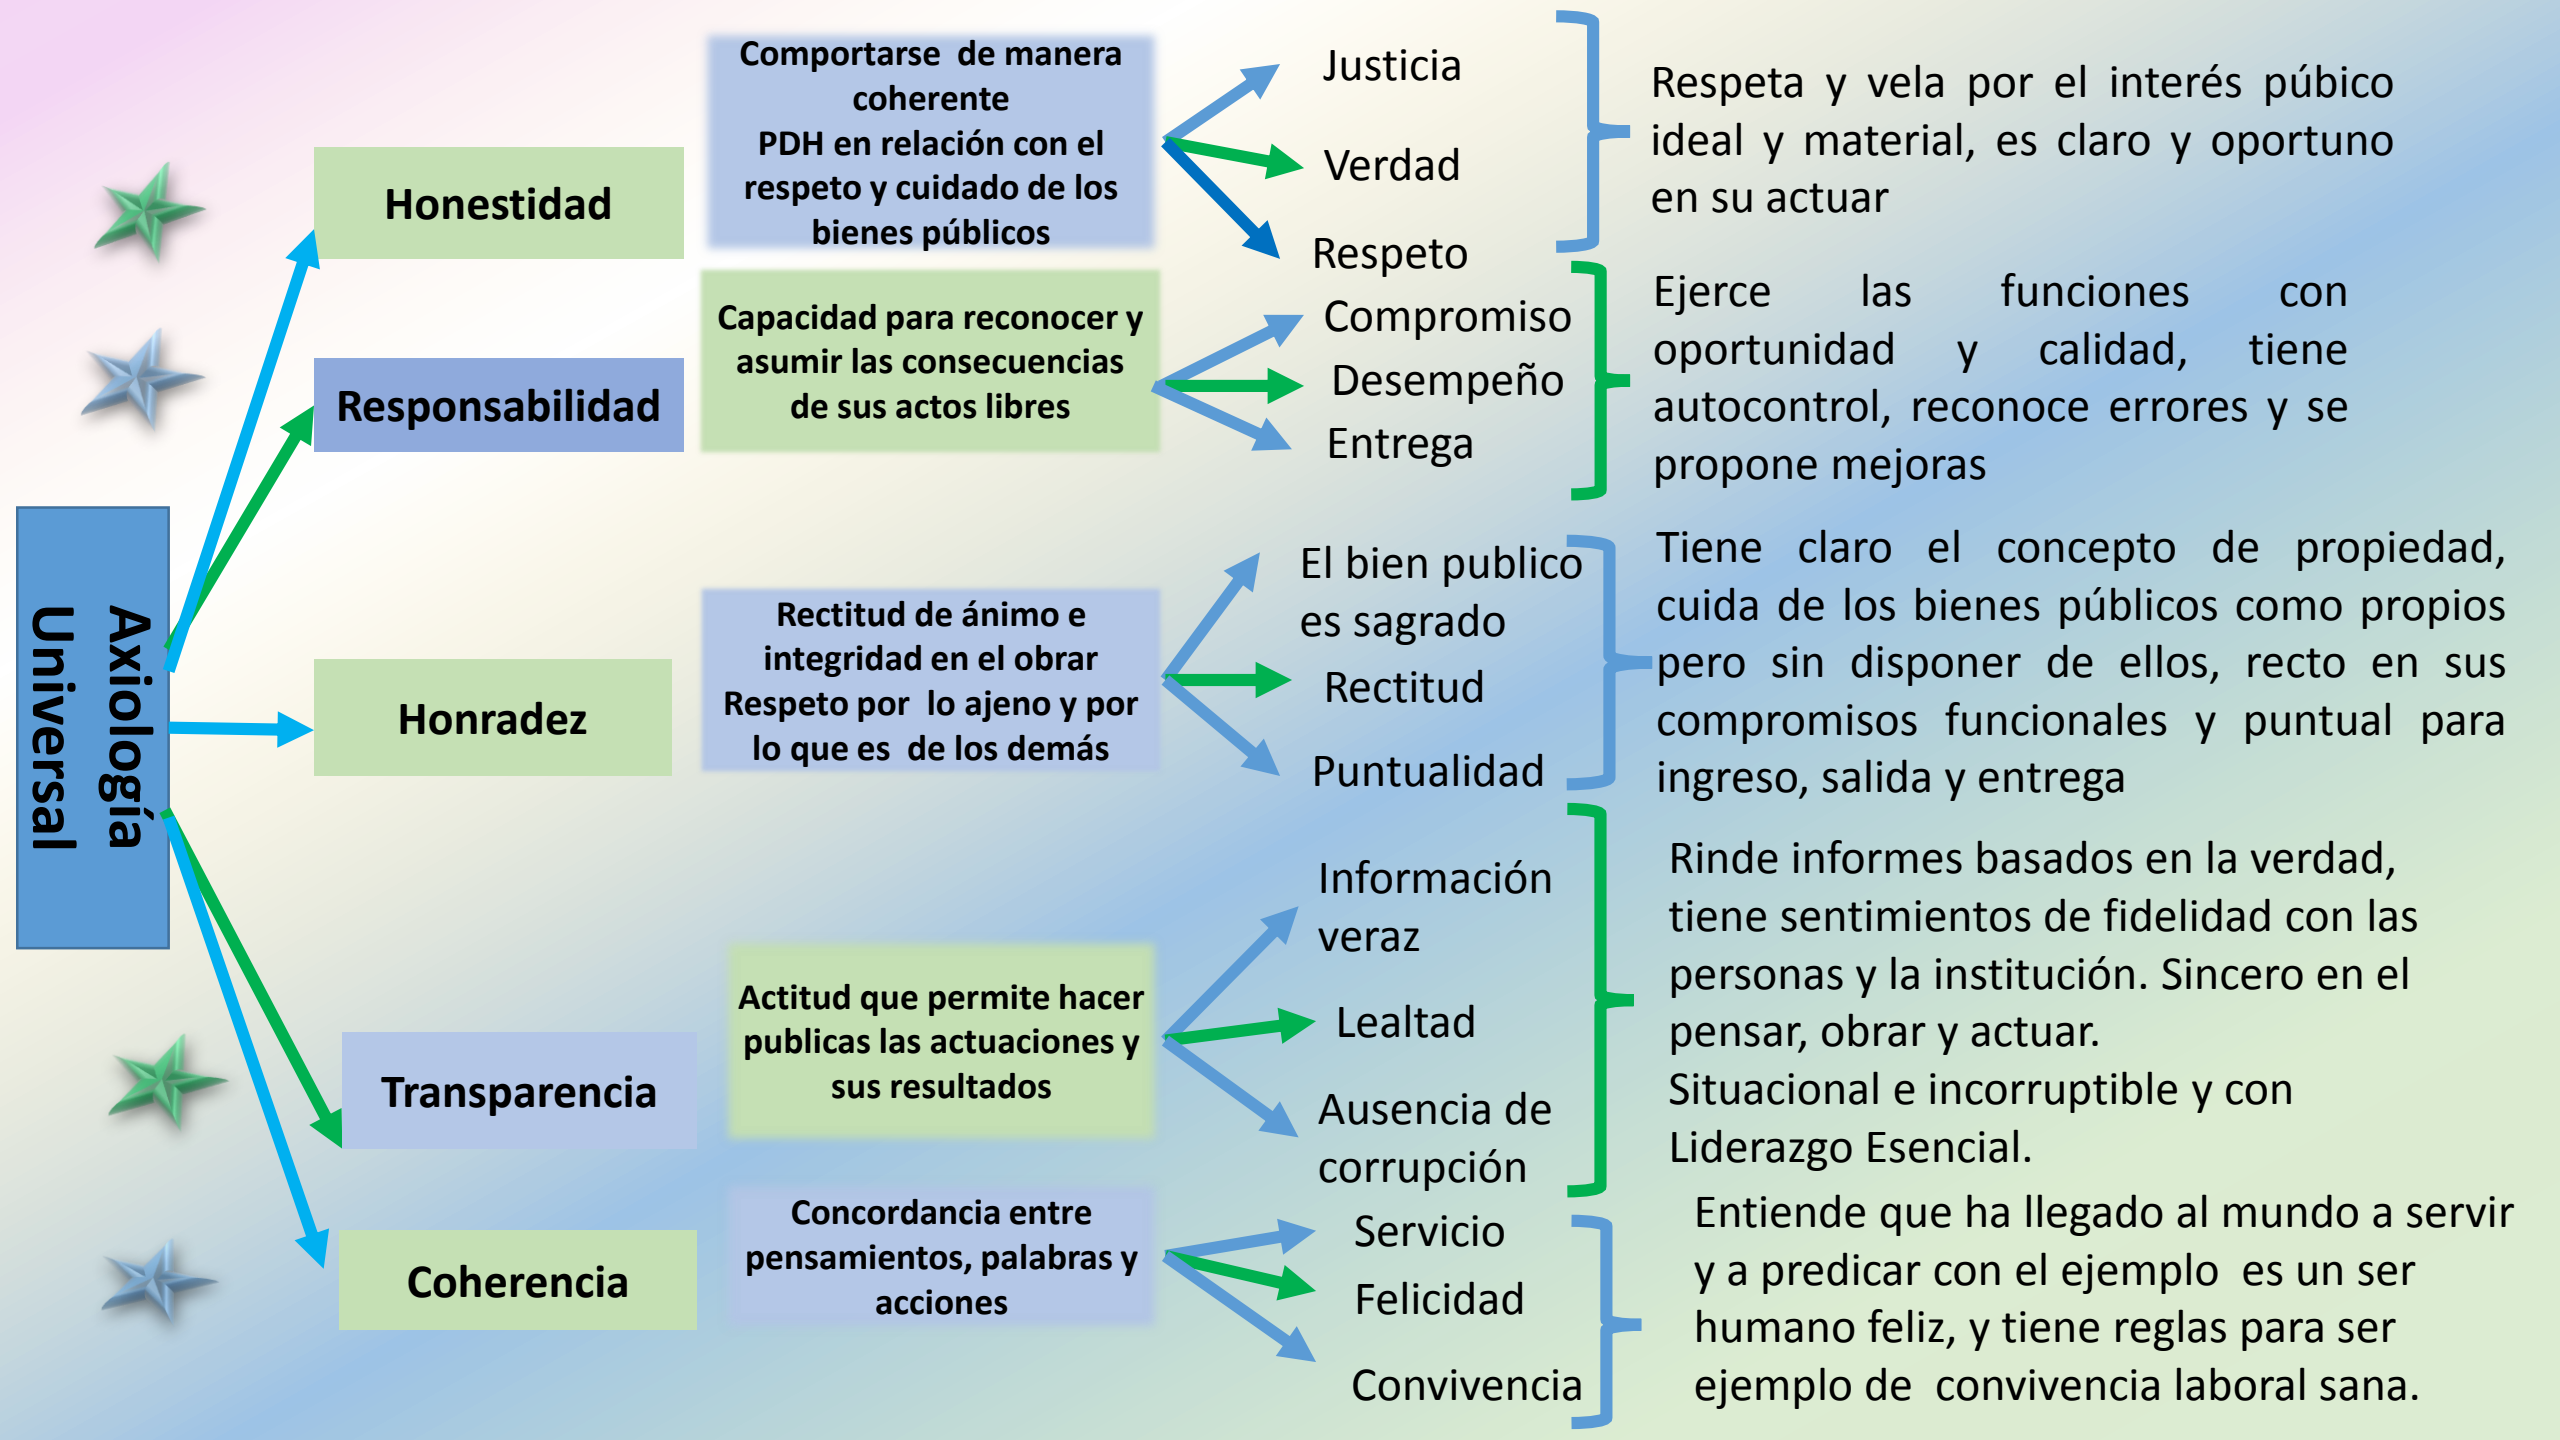 Axiología
Universal
Honestidad
Comportarse  de manera
coherente
PDH en relación con el
respeto y cuidado de los
bienes públicos
Justicia
Verdad
Respeto
Respeta y vela por el interés púbico
ideal y material, es claro y oportuno
en su actuar
Responsabilidad
Capacidad para reconocer y
asumir las consecuencias
de sus actos libres
Compromiso
Desempeño
Entrega
Ejerce las funciones con
oportunidad y calidad, tiene
autocontrol, reconoce errores y se
propone mejoras
Honradez
Rectitud de ánimo e
integridad en el obrar
Respeto por  lo ajeno y por
lo que es  de los demás
El bien publico
es sagrado
Rectitud
Puntualidad
Tiene claro el concepto de propiedad,
cuida de los bienes públicos como propios
pero sin disponer de ellos, recto en sus
compromisos funcionales y puntual para
ingreso, salida y entrega
Transparencia
Actitud que permite hacer
publicas las actuaciones y
sus resultados
Información
veraz
Lealtad
Ausencia de
corrupción
Rinde informes basados en la verdad,
tiene sentimientos de fidelidad con las
personas y la institución. Sincero en el
pensar, obrar y actuar.
Situacional e incorruptible y con
Liderazgo Esencial.
Coherencia
Concordancia entre
pensamientos, palabras y
acciones
Servicio
Felicidad
Convivencia
Entiende que ha llegado al mundo a servir
y a predicar con el ejemplo  es un ser
humano feliz, y tiene reglas para ser
ejemplo de  convivencia laboral sana.